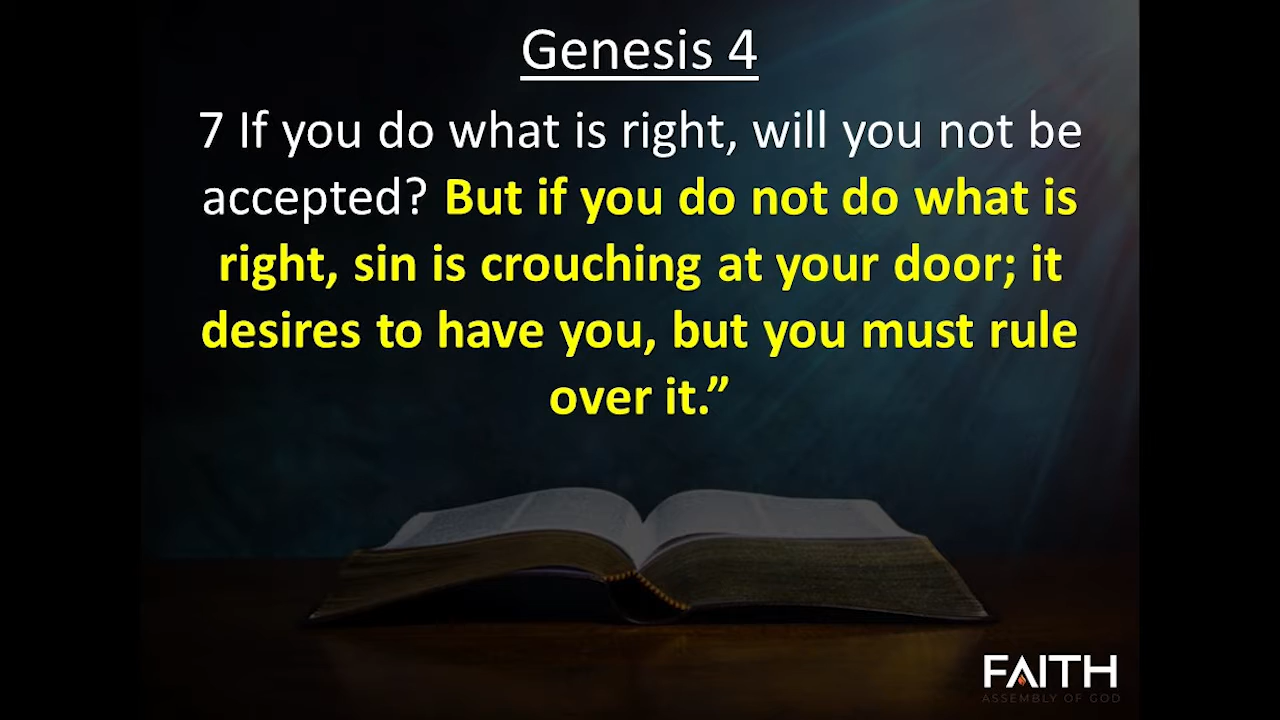 Genesis 4
7 If you do what is right, will you not be
accepted? But if you do not do what is
right, sin is crouching at your door; it
desires to have you, but you must rule
over it.”
FAITH
ASSEMBLY OF GOD